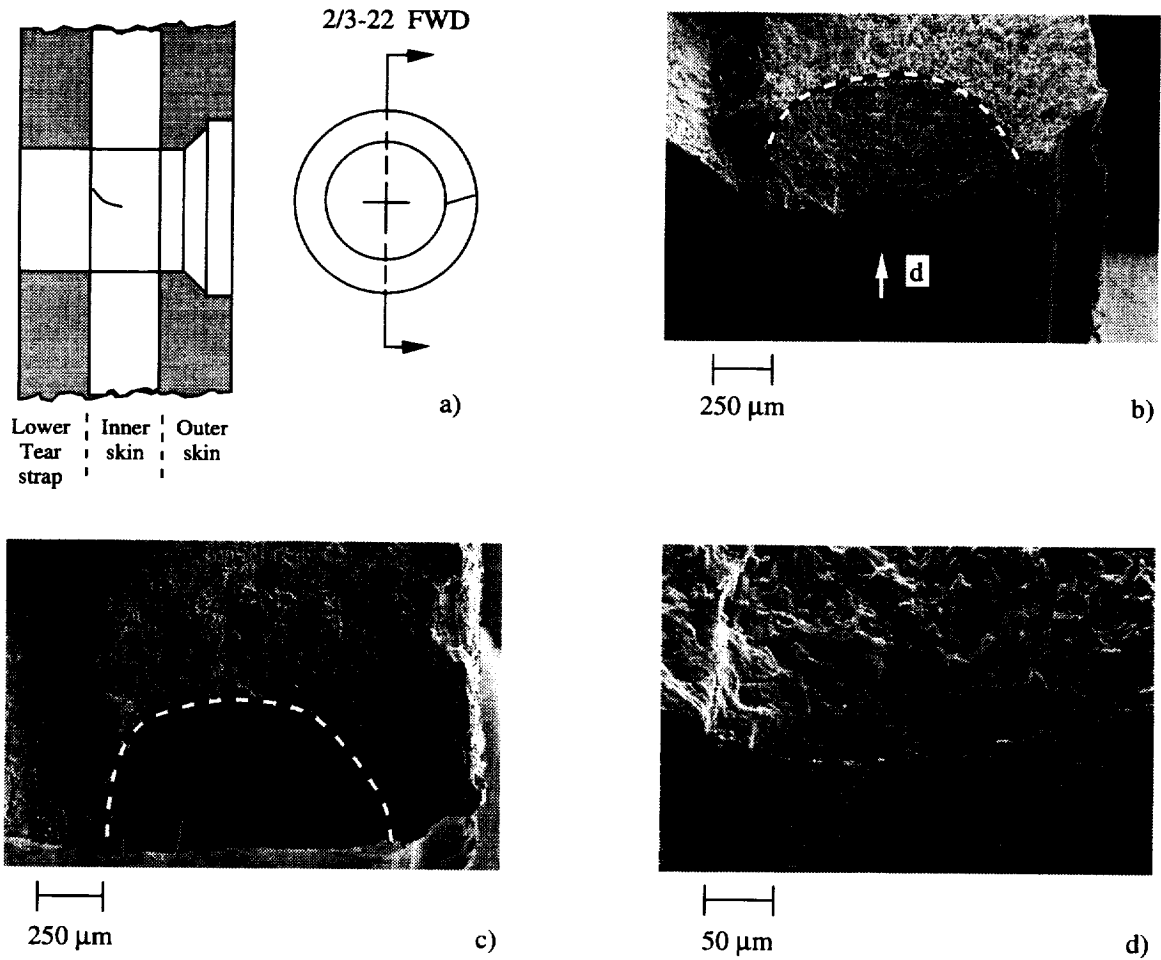 2/3-22 FWD
a)
Lower
Tear
strap
Inner
skin
Outer
skin
d
250 μm
b)
250 μm
c)
50 μm
d)